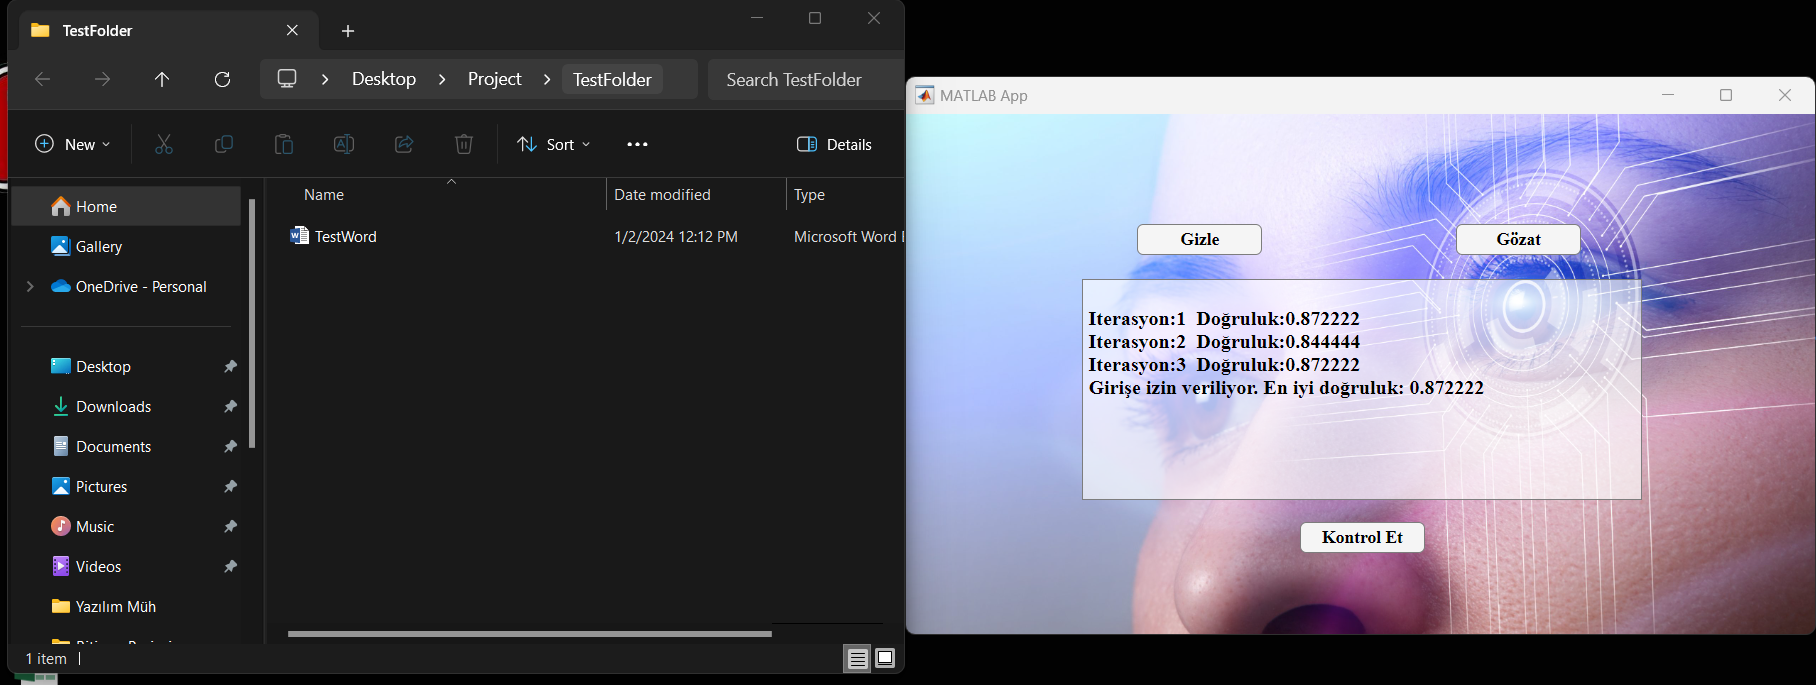 TestFolder
Desktop
Project
TestFolder
Search TestFolder
New
Sort
Details
Name
Date modified
Type
Home
TestWord
1/2/2024 12:12 PM
Microsoft Word
Gallery
OneDrive - Personal
Desktop
Downloads
Documents
Pictures
Music
Videos
Yazılım Müh
1 item
MATLAB App
Gizle
Gözat
Iterasyon:1 Doğruluk:0.872222
Iterasyon:2 Doğruluk:0.844444
Iterasyon:3 Doğruluk:0.872222
Girişe izin veriliyor. En iyi doğruluk: 0.872222
Kontrol Et